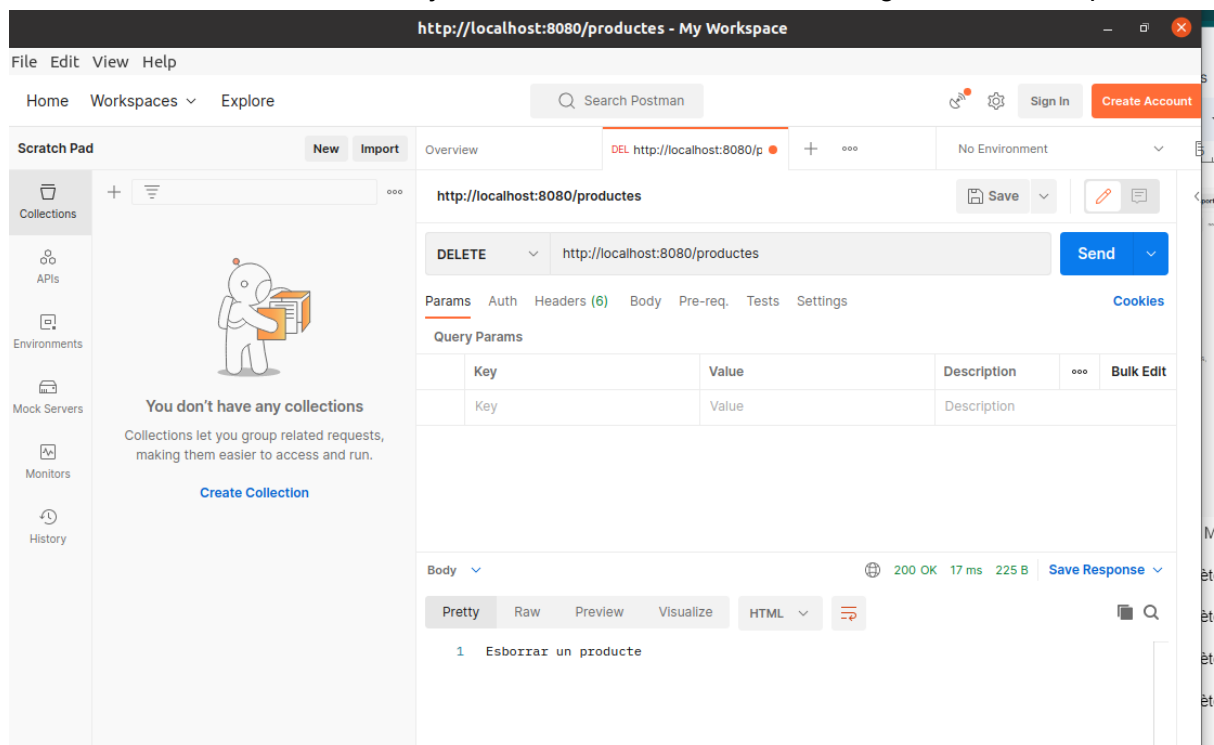 http://localhost:8080/productes - My Workspace
File Edit View Help
Home Workspaces Explore Search Postman Sign In Create Account
Scratch Pad New Import Overview DEL http://localhost:8080/p No Environment
Collections
http://localhost:8080/productes Save
APIs
DELETE http://localhost:8080/productes Send
Params Auth Headers (6) Body Pre-req. Tests Settings Cookies
Environments
Query Params
Key Value Description Bulk Edit
Key Value Description
Mock Servers
You don't have any collections
Collections let you group related requests,
making them easier to access and run.
Monitors
Create Collection
History
Body 200 OK 17 ms 225 B Save Response
Pretty Raw Preview Visualize HTML
1 Esborrar un producte